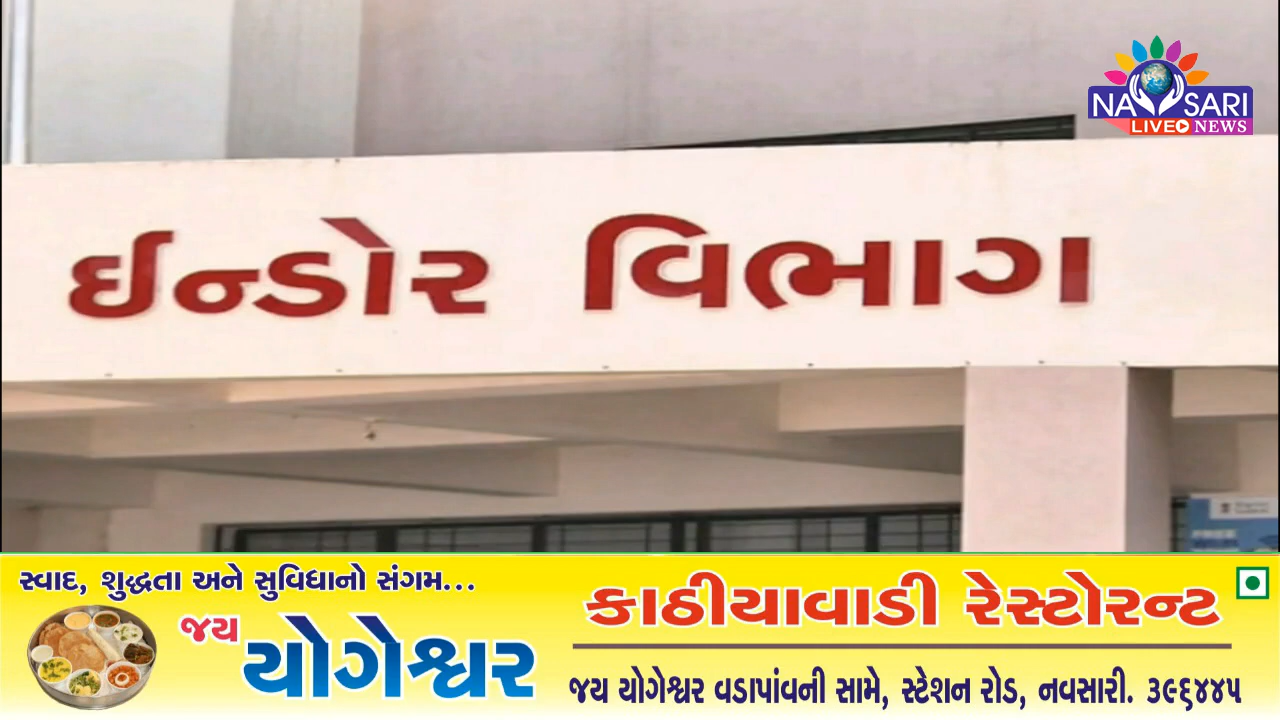 NAVSARI
LIVE NEWS
ઈન્ડોર વિભાગ
સ્વાદ, શુદ્ધતા અને સુવિધાનો સંગમ...
જય
યોગેશ્વર
કાઠીયાવાડી રેસ્ટોરન્ટ
જય યોગેશ્વર વડાપાંવની સામે, સ્ટેશન રોડ, નવસારી. ૩૯૬૪૪૫